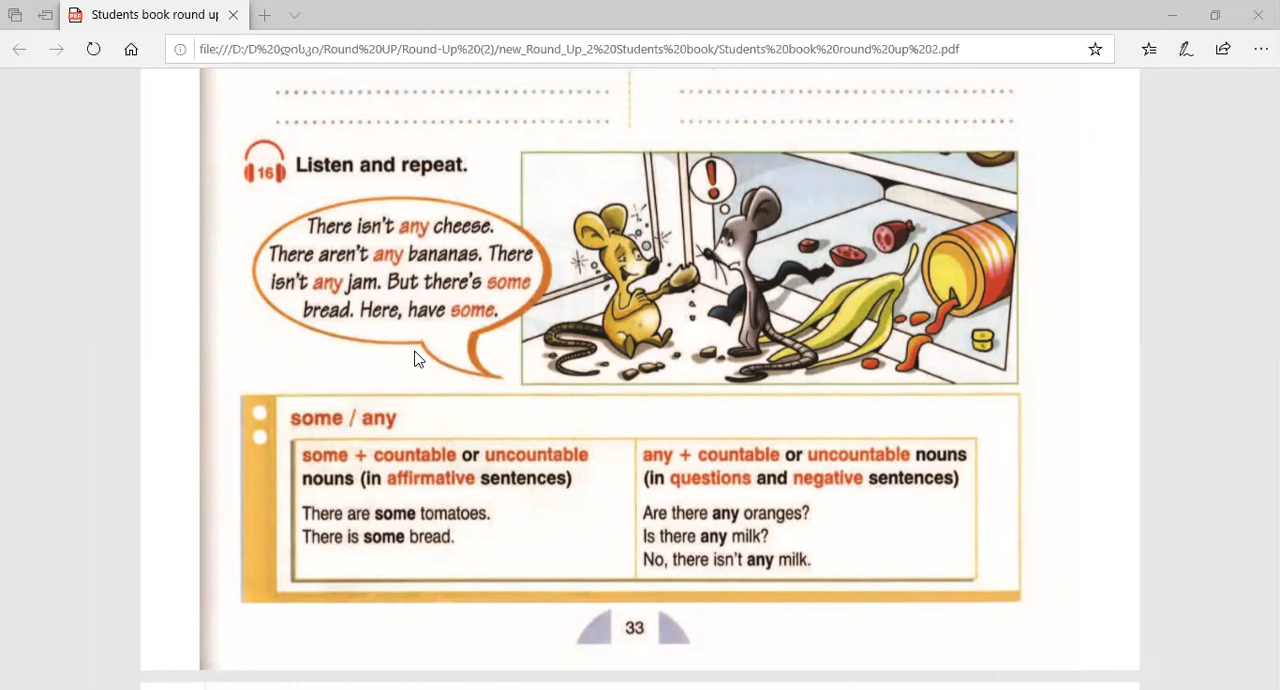 Students book round up
file:///D:/D%20დისკი/Round%20UP/Round-Up%20(2)/new_Round_Up_2%20Students%20book/Students%20book%20round%20up%202.pdf
16 Listen and repeat.
There isn't any cheese.
There aren't any bananas. There
isn't any jam. But there's some
bread. Here, have some.
!
some / any
some + countable or uncountable
nouns (in affirmative sentences)
There are some tomatoes.
There is some bread.
any + countable or uncountable nouns
(in questions and negative sentences)
Are there any oranges?
Is there any milk?
No, there isn't any milk.
33